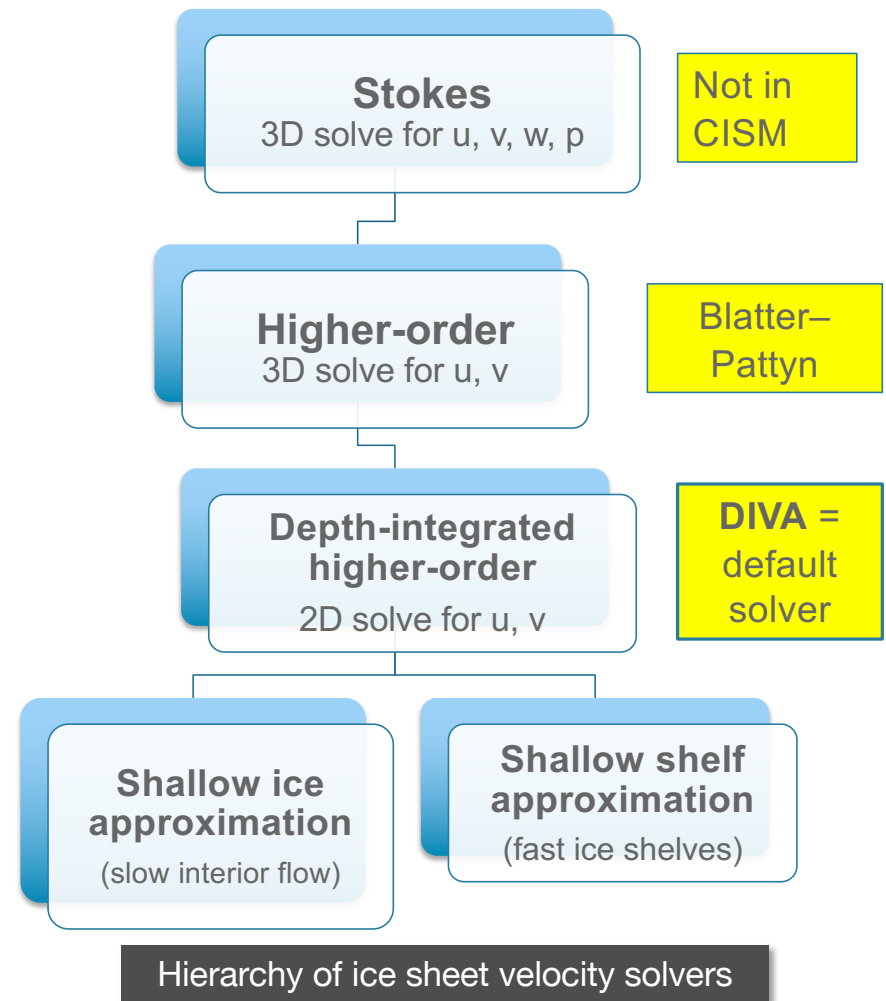 Stokes
3D solve for u, v, w, p
Not in
CISM
Higher-order
3D solve for u, v
Blatter–
Pattyn
Depth-integrated
higher-order
2D solve for u, v
DIVA =
default
solver
Shallow ice
approximation
(slow interior flow)
Shallow shelf
approximation
(fast ice shelves)
Hierarchy of ice sheet velocity solvers